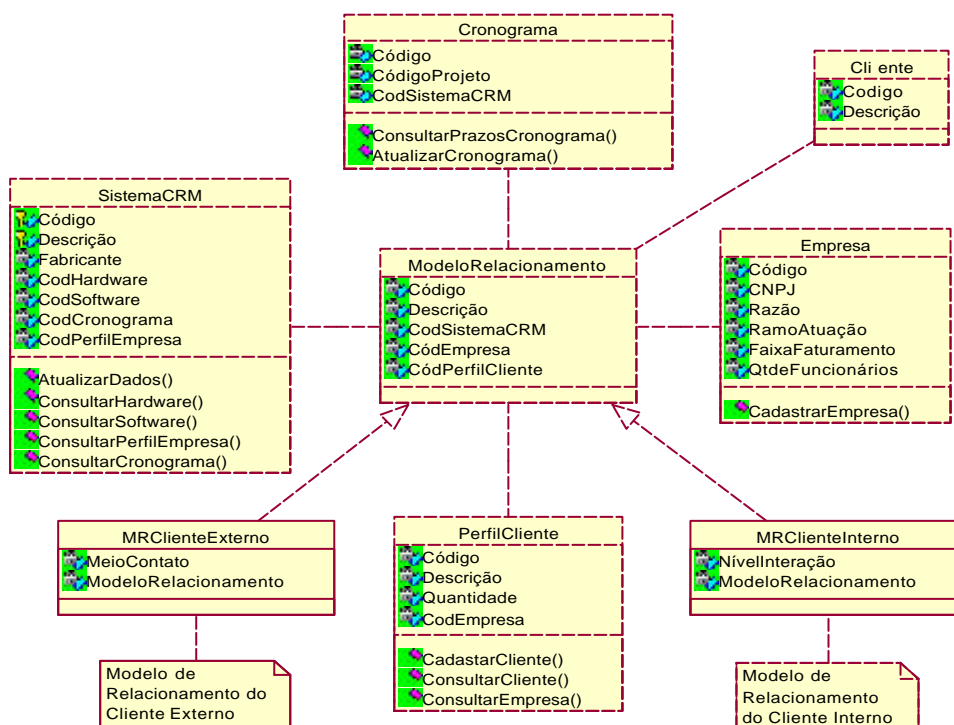 Cronograma
Código
CódigoProjeto
CodSistemaCRM
ConsultarPrazosCronograma()
AtualizarCronograma()
Cli ente
Codigo
Descrição
SistemaCRM
Código
Descrição
Fabricante
CodHardware
CodSoftware
CodCronograma
CodPerfilEmpresa
AtualizarDados()
ConsultarHardware()
ConsultarSoftware()
ConsultarPerfilEmpresa()
ConsultarCronograma()
ModeloRelacionamento
Código
Descrição
CodSistemaCRM
CódEmpresa
CódPerfilCliente
Empresa
Código
CNPJ
Razão
RamoAtuação
FaixaFaturamento
QtdeFuncionários
CadastrarEmpresa()
MRClienteExterno
MeioContato
ModeloRelacionamento
PerfilCliente
Código
Descrição
Quantidade
CodEmpresa
CadastarCliente()
ConsultarCliente()
ConsultarEmpresa()
MRClienteInterno
NívelInteração
ModeloRelacionamento
Modelo de
Relacionamento do
Cliente Externo
Modelo de
Relacionamento
do Cliente Interno